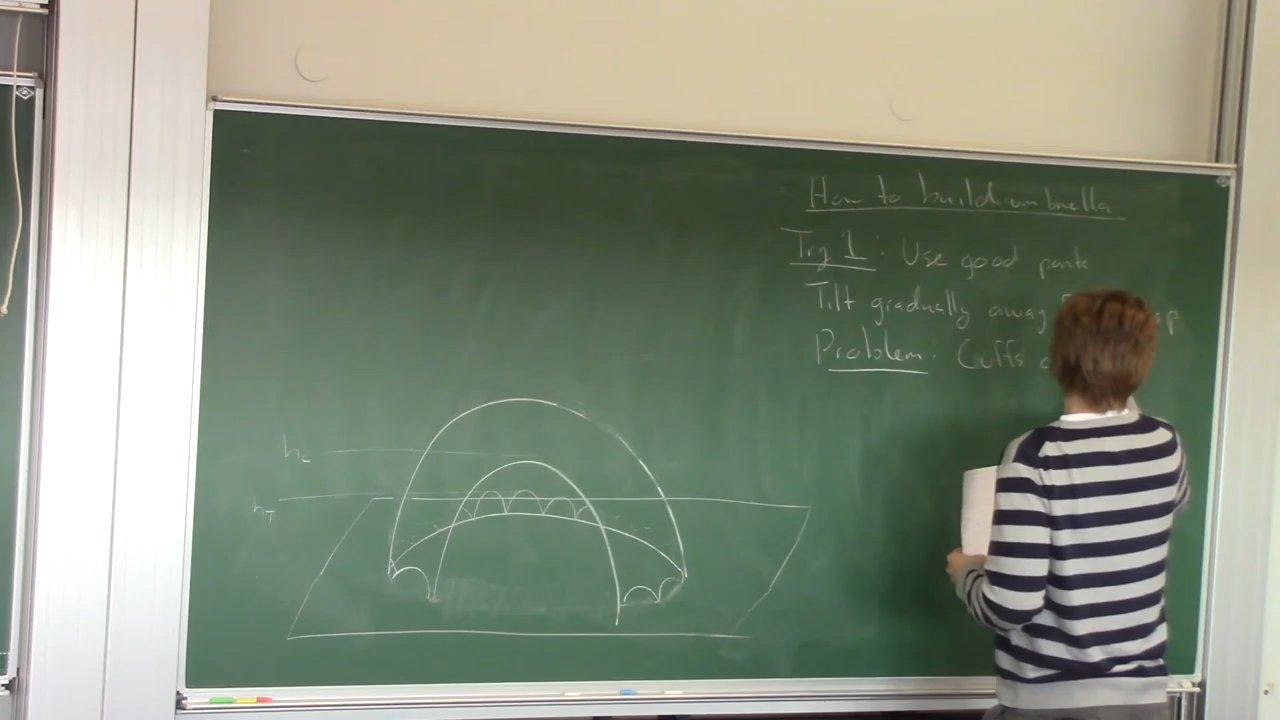 How to build umbrella
Try 1: Use good pants
Tilt gradually away
Problem: Cuffs
h_c
h_T